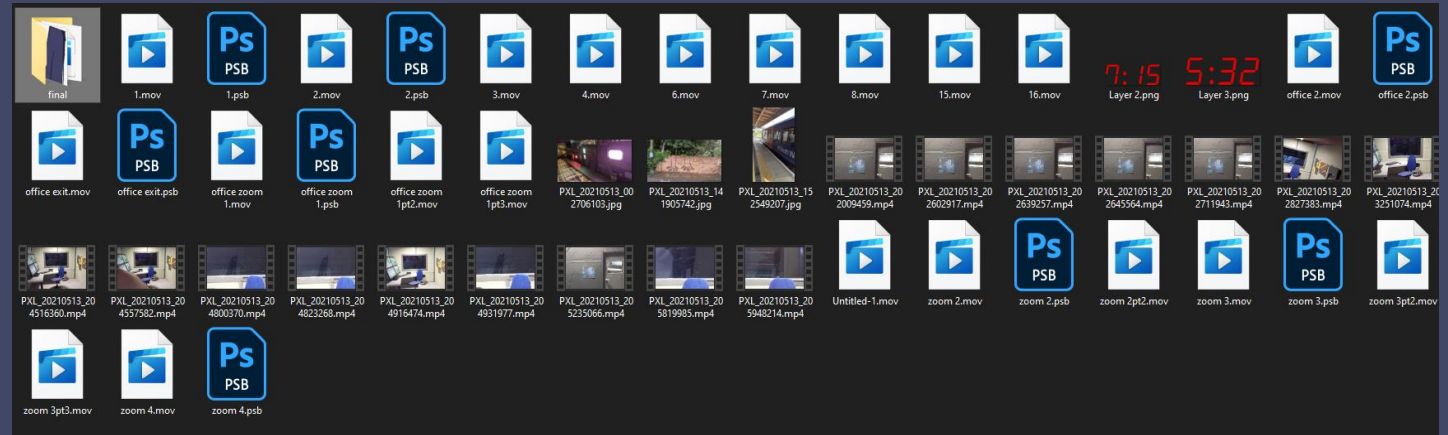 Ps Ps Ps
PSB PSB 7:15 5:32 PSB
final 1.mov 1.psb 2.mov 2.psb 3.mov 4.mov 6.mov 7.mov 8.mov 15.mov 16.mov Layer 2.png Layer 3.png office 2.mov office 2.psb
Ps Ps
PSB PSB
office exit.mov office exit.psb office zoom office zoom office zoom office zoom PXL_20210513_00 PXL_20210513_14 PXL_20210513_15 PXL_20210513_20 PXL_20210513_20 PXL_20210513_20 PXL_20210513_20 PXL_20210513_20 PXL_20210513_20 PXL_20210513_20
1.mov 1.psb 1pt2.mov 1pt3.mov 2706103.jpg 1905742.jpg 2549207.jpg 2009459.mp4 2602917.mp4 2639257.mp4 2645564.mp4 2711943.mp4 2827383.mp4 3251074.mp4
Ps Ps
PSB PSB
PXL_20210513_20 PXL_20210513_20 PXL_20210513_20 PXL_20210513_20 PXL_20210513_20 PXL_20210513_20 PXL_20210513_20 PXL_20210513_20 PXL_20210513_20 Untitled-1.mov zoom 2.mov zoom 2.psb zoom 2pt2.mov zoom 3.mov zoom 3.psb zoom 3pt2.mov
4516360.mp4 4557582.mp4 4800370.mp4 4823268.mp4 4916474.mp4 4931977.mp4 5235066.mp4 5819985.mp4 5948214.mp4
Ps
PSB
zoom 3pt3.mov zoom 4.mov zoom 4.psb